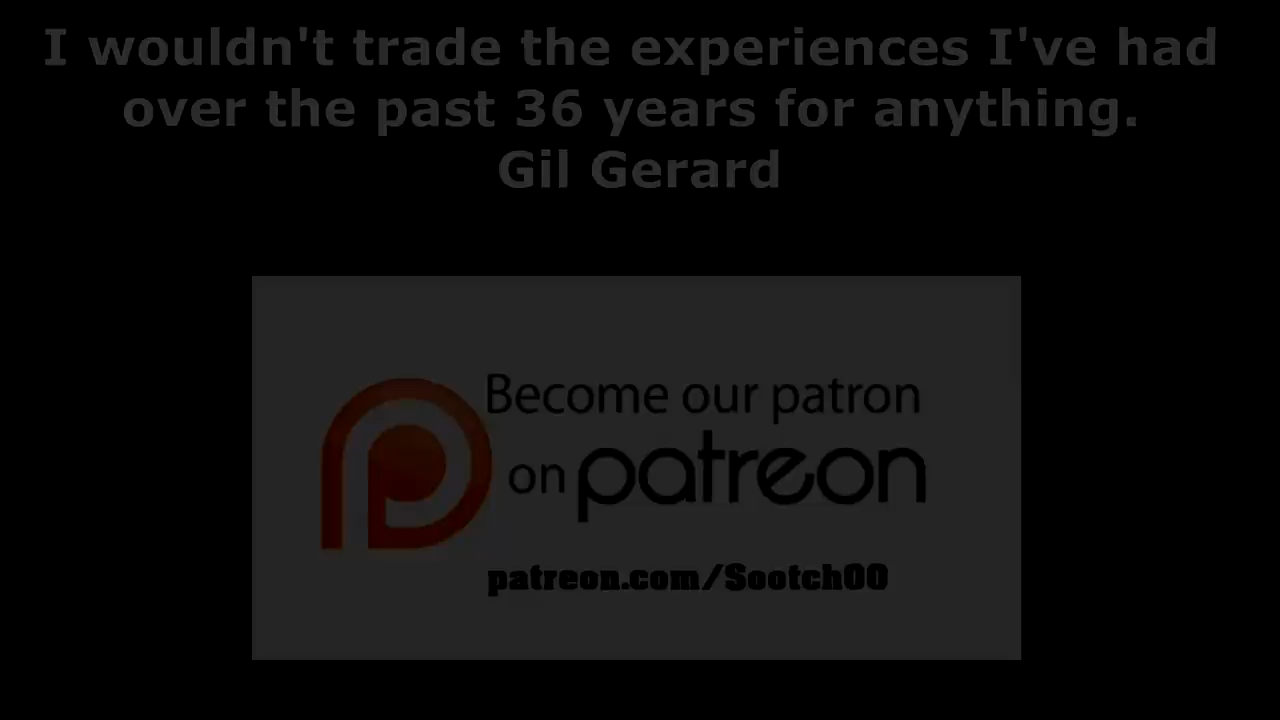 I wouldn't trade the experiences I've had
over the past 36 years for anything.
Gil Gerard
Become our patron
on patreon
patreon.com/Sootch00